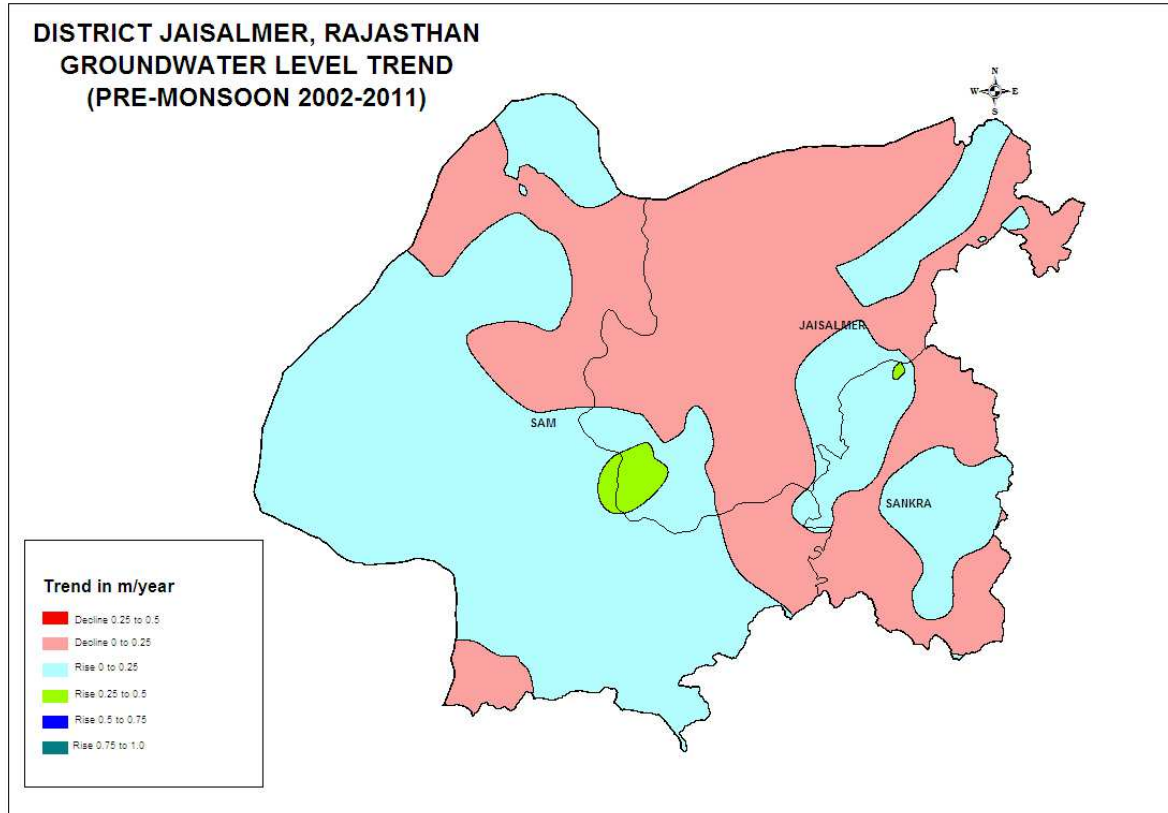 DISTRICT JAISALMER, RAJASTHAN
GROUNDWATER LEVEL TREND
(PRE-MONSOON 2002-2011)
N
W E
S
JAISALMER
SAM
SANKRA
Trend in m/year
Decline 0.25 to 0.5
Decline 0 to 0.25
Rise 0 to 0.25
Rise 0.25 to 0.5
Rise 0.5 to 0.75
Rise 0.75 to 1.0